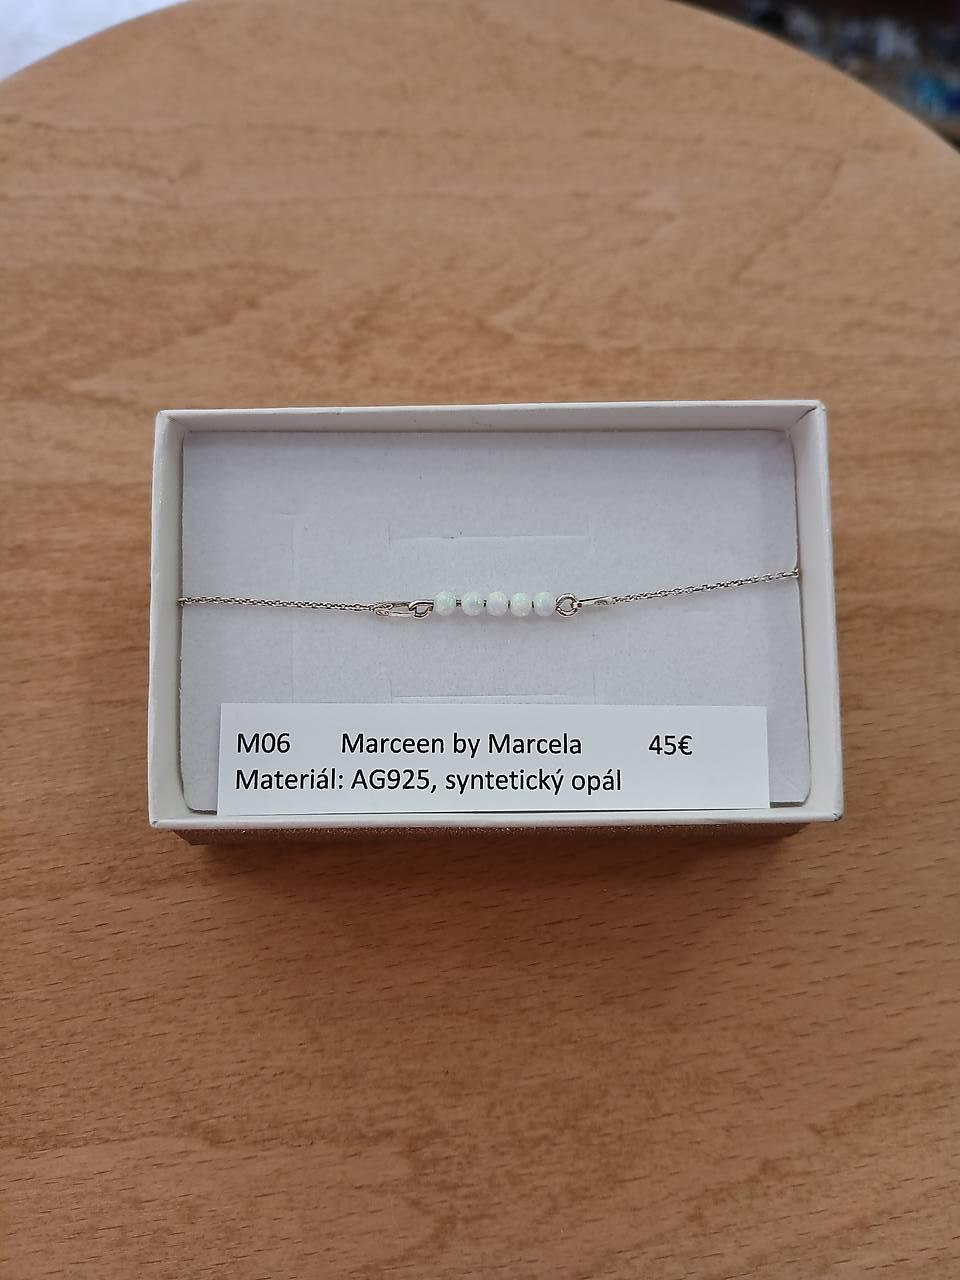 M06 Marceen by Marcela 45€
Materiál: AG925, syntetický opál